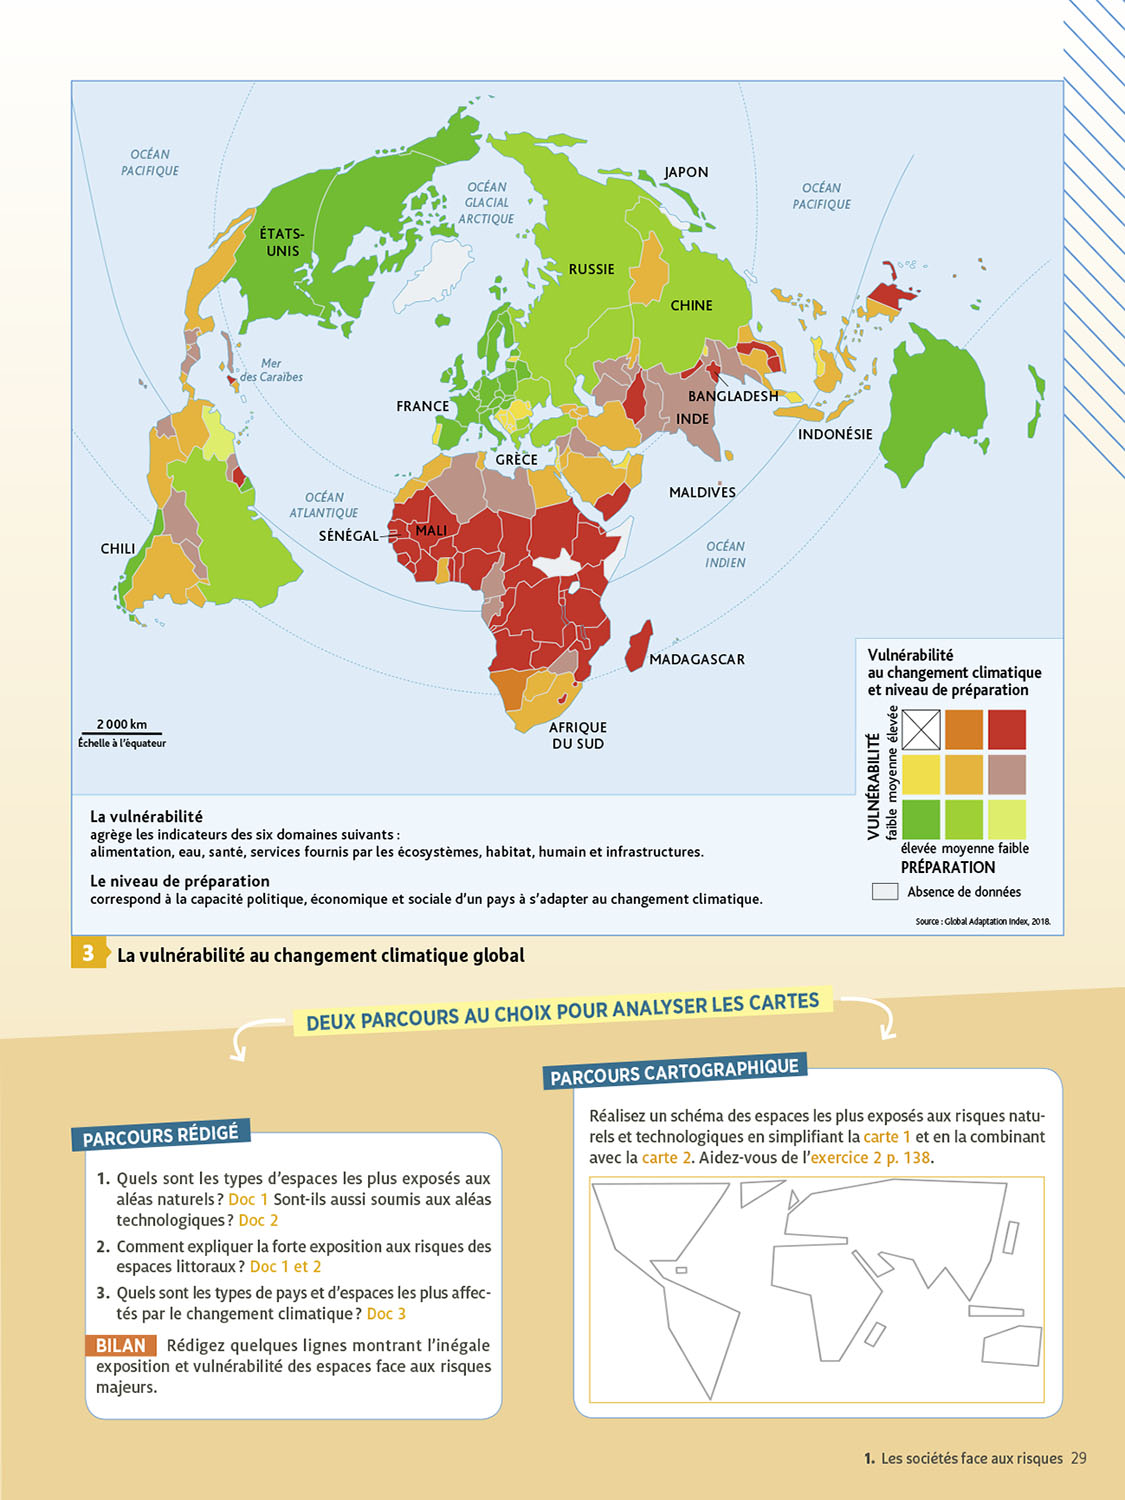 OCÉAN
PACIFIQUE
OCÉAN
GLACIAL
ARCTIQUE
JAPON
OCÉAN
PACIFIQUE
ÉTATS-
UNIS
RUSSIE
CHINE
Mer
des Caraïbes
FRANCE
BANGLADESH
INDE
INDONÉSIE
GRÈCE
MALDIVES
OCÉAN
ATLANTIQUE
SÉNÉGAL
MALI
CHILI
OCÉAN
INDIEN
MADAGASCAR
AFRIQUE
DU SUD
2 000 km
Échelle à l'équateur
Vulnérabilité
au changement climatique
et niveau de préparation
VULNÉRABILITÉ
faible moyenne élevée
élevée moyenne faible
PRÉPARATION
Absence de données
Source : Global Adaptation Index, 2018.
La vulnérabilité
agrège les indicateurs des six domaines suivants :
alimentation, eau, santé, services fournis par les écosystèmes, habitat, humain et infrastructures.
Le niveau de préparation
correspond à la capacité politique, économique et sociale d'un pays à s'adapter au changement climatique.
3 La vulnérabilité au changement climatique global
DEUX PARCOURS AU CHOIX POUR ANALYSER LES CARTES
PARCOURS RÉDIGÉ
1. Quels sont les types d'espaces les plus exposés aux
aléas naturels ? Doc 1 Sont-ils aussi soumis aux aléas
technologiques ? Doc 2
2. Comment expliquer la forte exposition aux risques des
espaces littoraux ? Doc 1 et 2
3. Quels sont les types de pays et d'espaces les plus affec-
tés par le changement climatique ? Doc 3
BILAN Rédigez quelques lignes montrant l'inégale
exposition et vulnérabilité des espaces face aux risques
majeurs.
PARCOURS CARTOGRAPHIQUE
Réalisez un schéma des espaces les plus exposés aux risques natu-
rels et technologiques en simplifiant la carte 1 et en la combinant
avec la carte 2. Aidez-vous de l'exercice 2 p. 138.
1. Les sociétés face aux risques 29